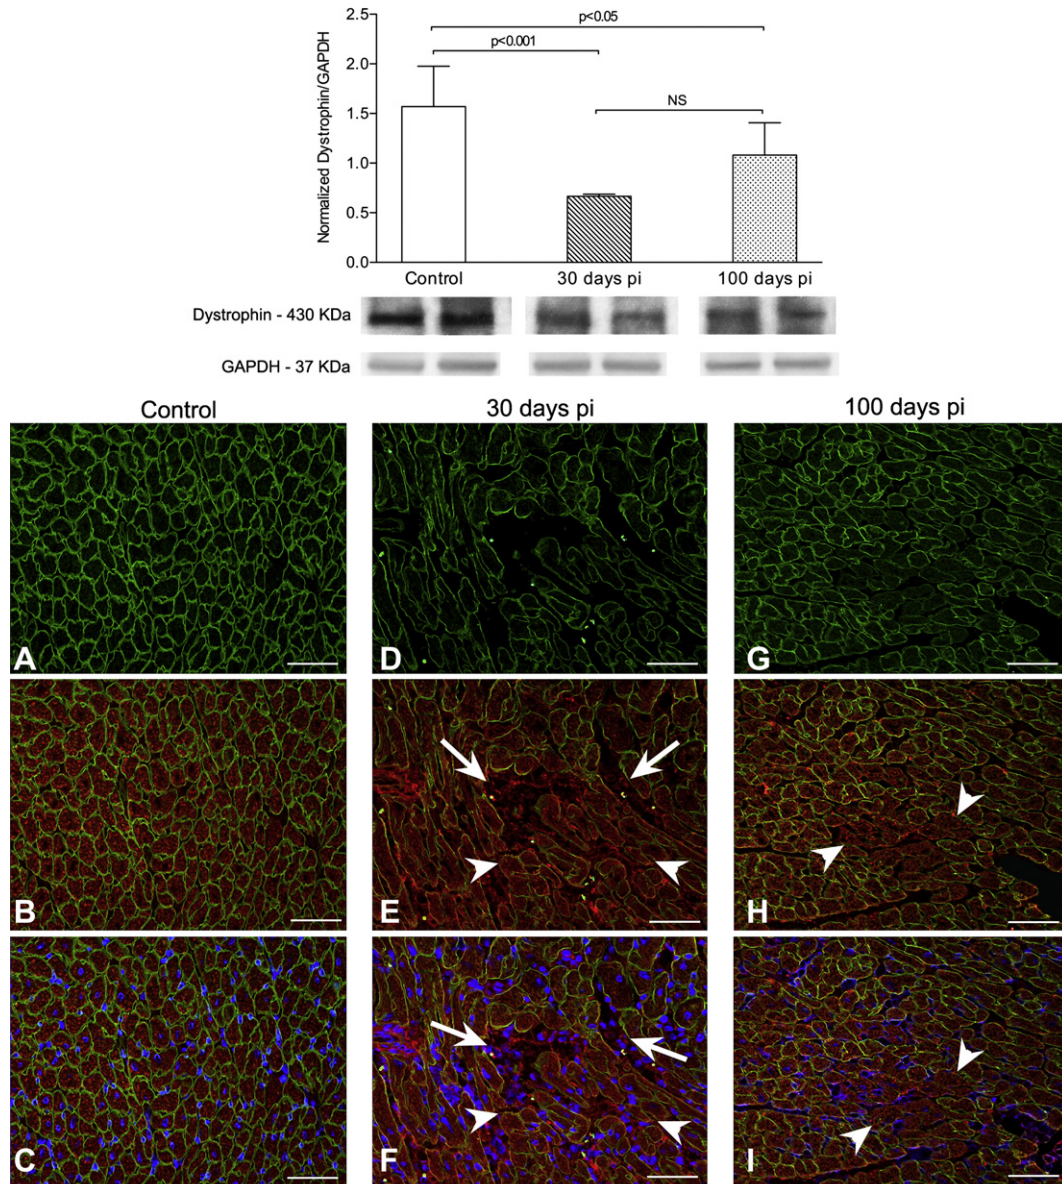 p<0.05
p<0.001
NS
Normalized Dystrophin/GAPDH
2.5
2.0
1.5
1.0
0.5
0.0
Control 30 days pi 100 days pi
Dystrophin - 430 KDa
GAPDH - 37 KDa
Control 30 days pi 100 days pi
A D G
B E H
C F I